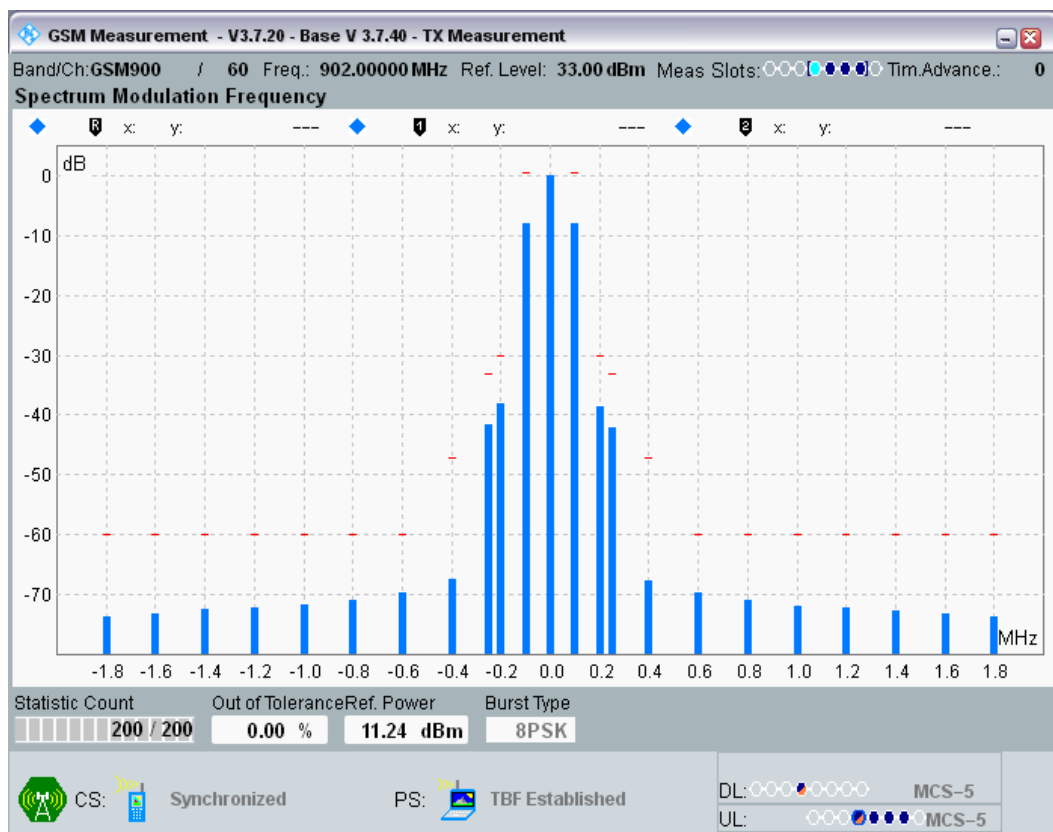 GSM Measurement - V3.7.20 - Base V 3.7.40 - TX Measurement
Band/Ch:GSM900 / 60 Freq.: 902.00000 MHz Ref. Level: 33.00 dBm Meas Slots: Tim.Advance.: 0
Spectrum Modulation Frequency
R x: y: --- 1 x: y: --- 2 x: y: ---
dB
0
-10
-20
-30
-40
-50
-60
-70
MHz
-1.8 -1.6 -1.4 -1.2 -1.0 -0.8 -0.6 -0.4 -0.2 0.0 0.2 0.4 0.6 0.8 1.0 1.2 1.4 1.6 1.8
Statistic Count Out of Tolerance Ref. Power Burst Type
200 / 200 0.00 % 11.24 dBm 8PSK
CS: Synchronized PS: TBF Established
DL: MCS-5
UL: MCS-5